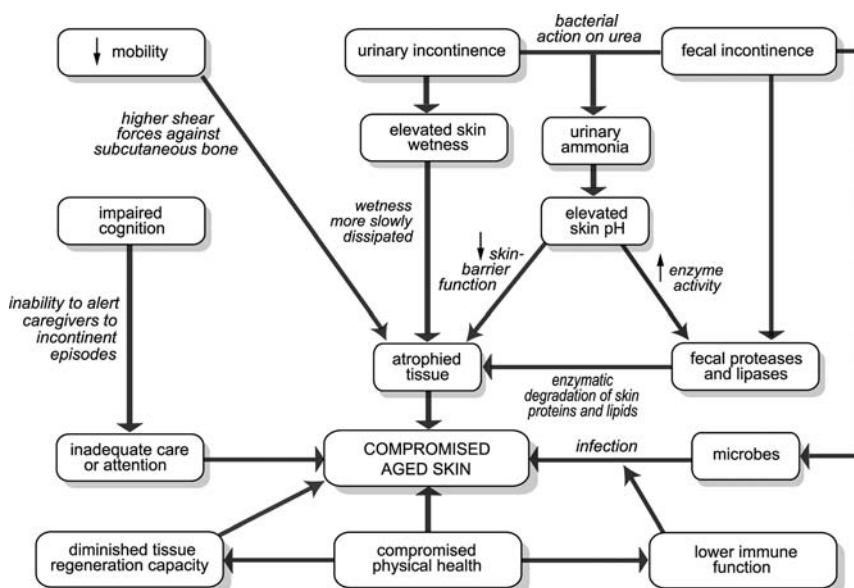 bacterial
action on urea
↓ mobility
urinary incontinence
fecal incontinence
higher shear
forces against
subcutaneous bone
elevated skin
wetness
urinary
ammonia
impaired
cognition
wetness
more slowly
dissipated
elevated
skin pH
↓ skin-
barrier
function
↑ enzyme
activity
inability to alert
caregivers to
incontinent
episodes
atrophied
tissue
fecal proteases
and lipases
enzymatic
degradation of skin
proteins and lipids
inadequate care
or attention
COMPROMISED
AGED SKIN
infection
microbes
diminished tissue
regeneration capacity
compromised
physical health
lower immune
function